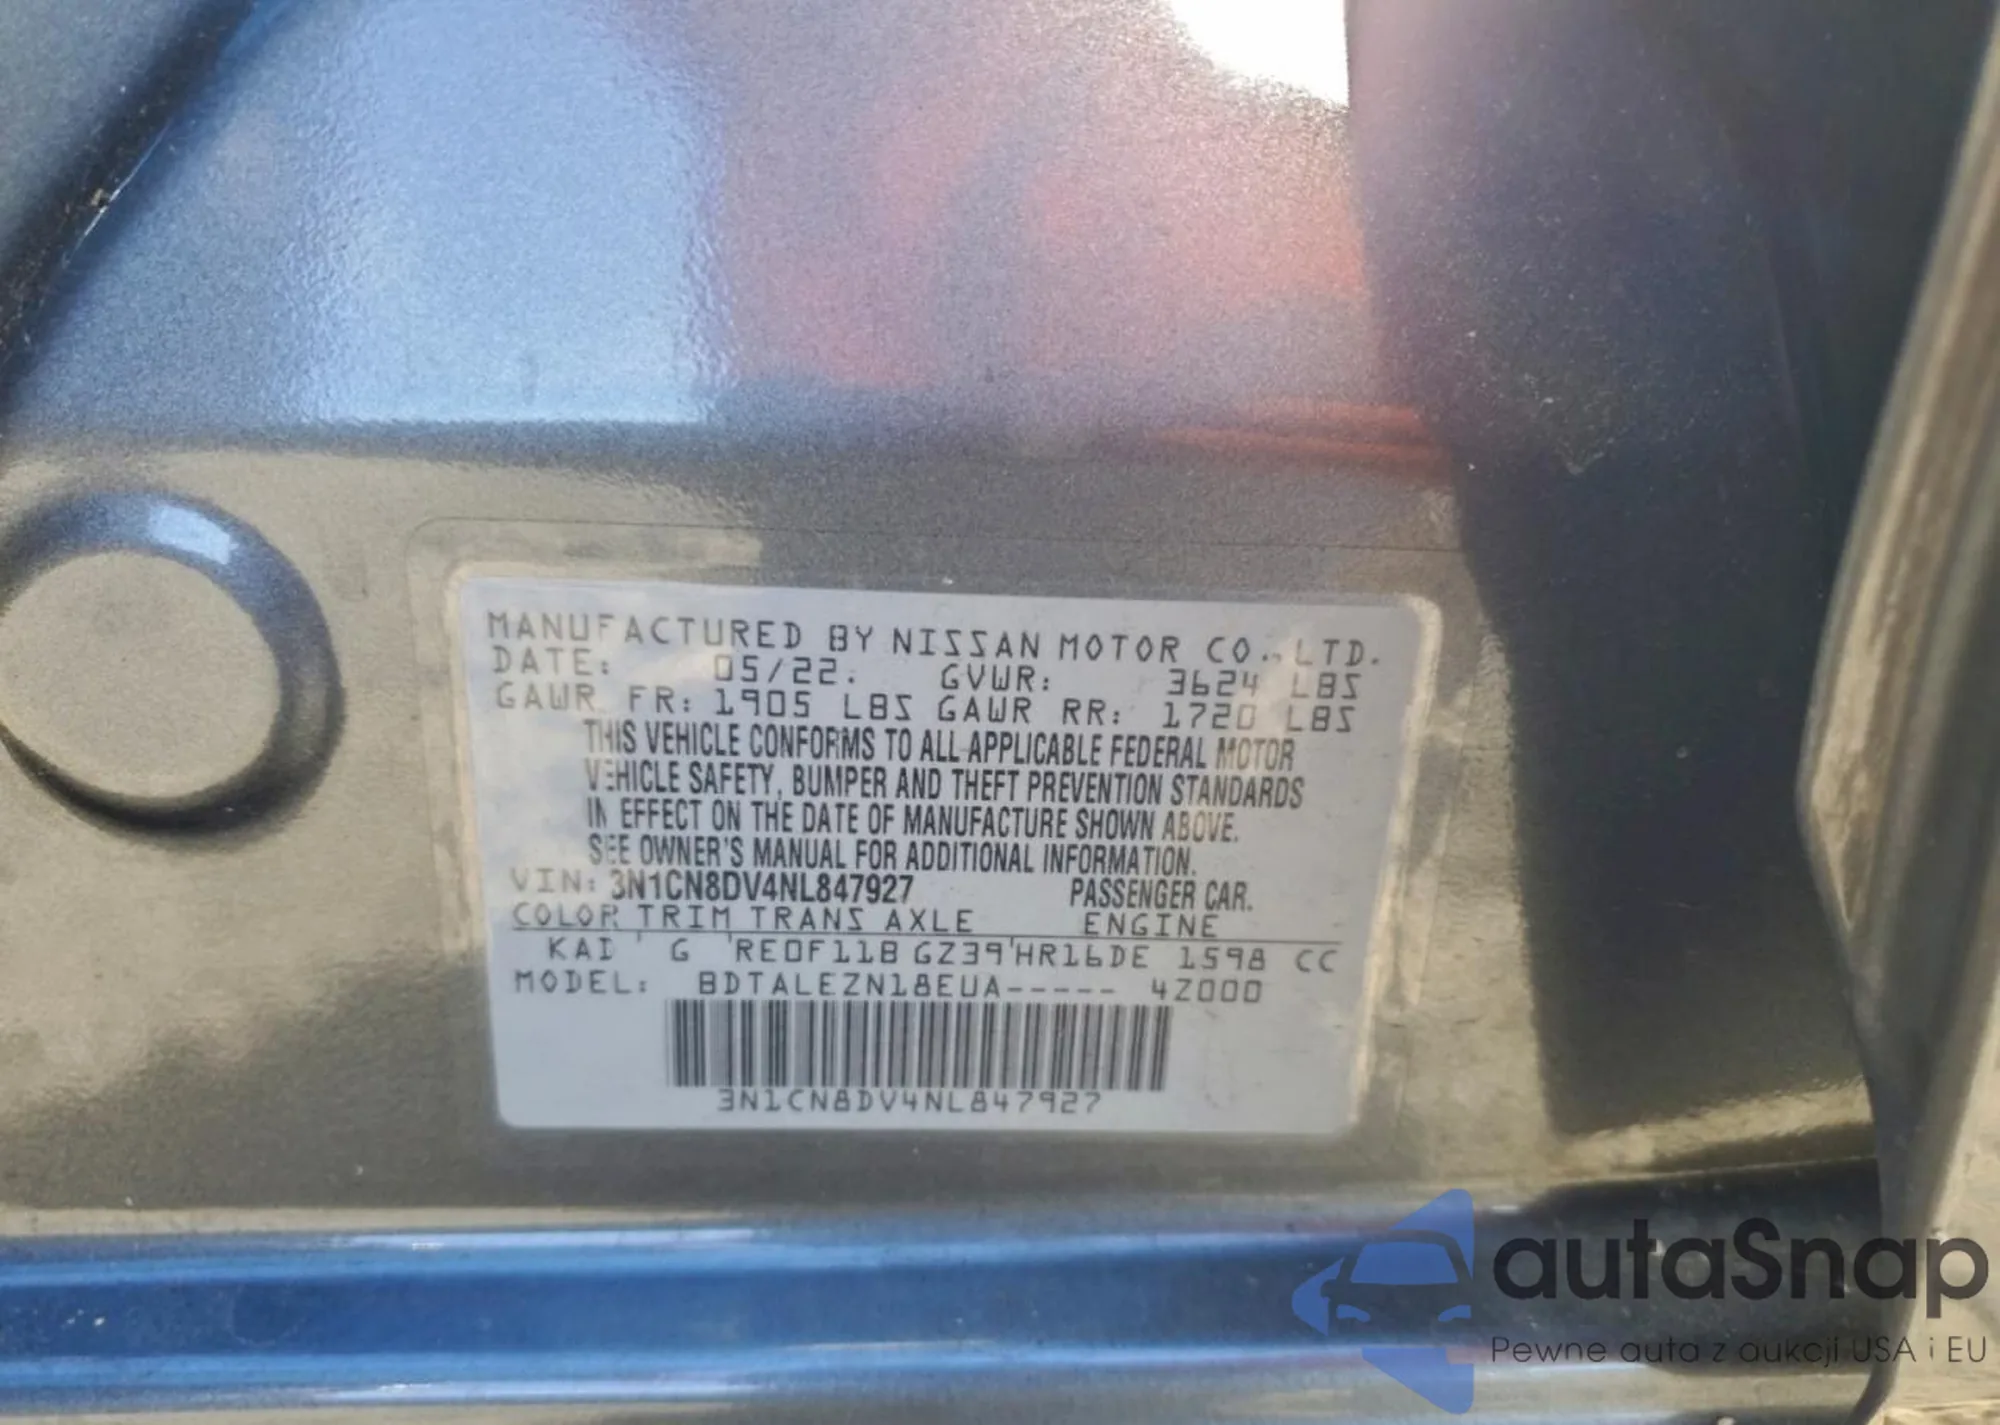 MANUFACTURED BY NISSAN MOTOR CO., LTD.
DATE: 05/22. GVWR: 3624 LBS
GAWR FR: 1905 LBS GAWR RR: 1720 LBS
THIS VEHICLE CONFORMS TO ALL APPLICABLE FEDERAL MOTOR
VEHICLE SAFETY, BUMPER AND THEFT PREVENTION STANDARDS
IN EFFECT ON THE DATE OF MANUFACTURE SHOWN ABOVE.
SEE OWNER'S MANUAL FOR ADDITIONAL INFORMATION.
VIN: 3N1CN8DV4NL847927 PASSENGER CAR.
COLOR TRIM TRANS AXLE ENGINE
KAD G RE0F11B GZ39 HR16DE 1598 CC
MODEL: BDTALEZN18EUA----- 4Z000
3N1CN8DV4NL847927
autaSnap
Pewne auta z aukcji USA i EU